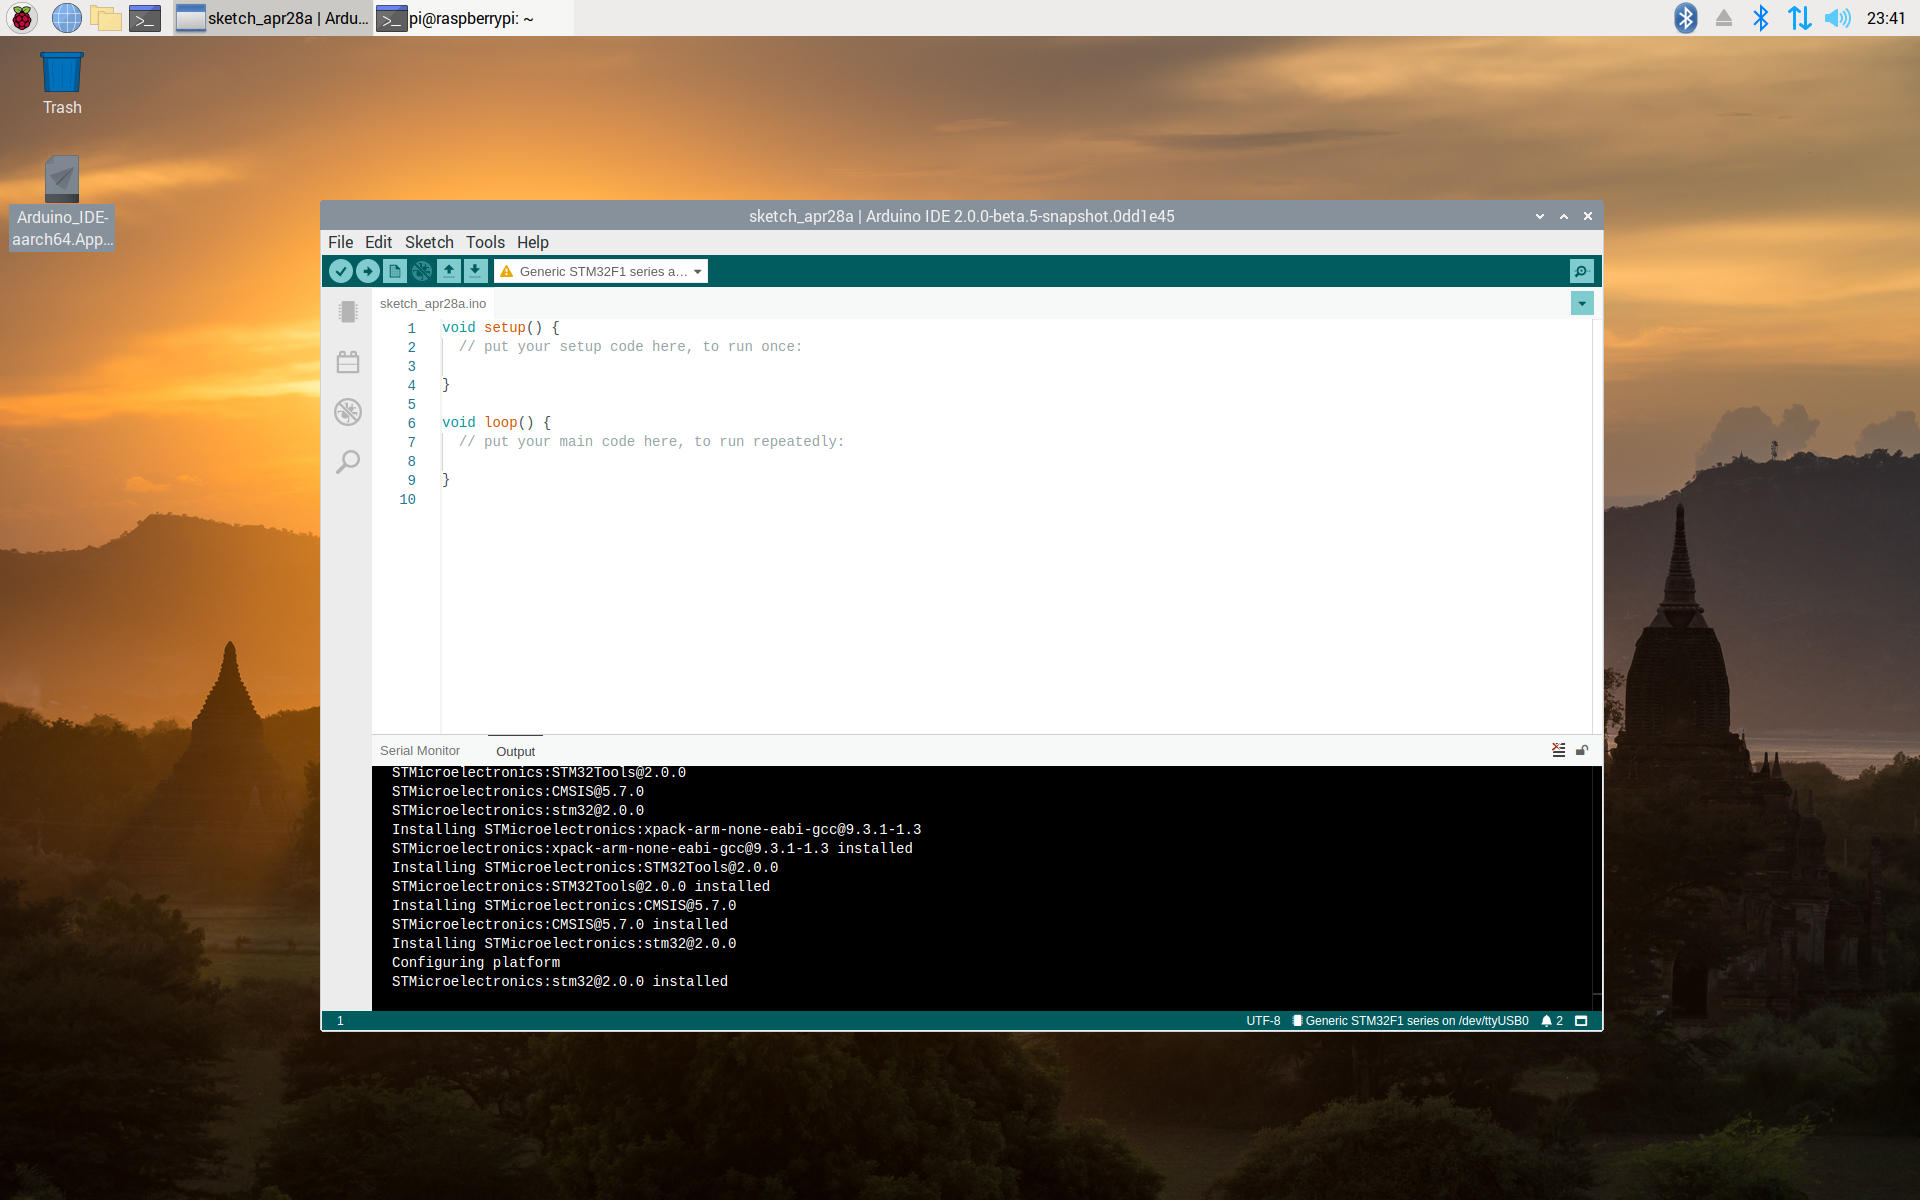 sketch_apr28a | Ardu...
pi@raspberrypi: ~
23:41
Trash
Arduino_IDE-
aarch64.App...
sketch_apr28a | Arduino IDE 2.0.0-beta.5-snapshot.0dd1e45
File Edit Sketch Tools Help
Generic STM32F1 series a...
sketch_apr28a.ino
1 void setup() {
2 // put your setup code here, to run once:
3
4 }
5
6 void loop() {
7 // put your main code here, to run repeatedly:
8
9 }
10
Serial Monitor Output
STMicroelectronics:STM32Tools@2.0.0
STMicroelectronics:CMSIS@5.7.0
STMicroelectronics:stm32@2.0.0
Installing STMicroelectronics:xpack-arm-none-eabi-gcc@9.3.1-1.3
STMicroelectronics:xpack-arm-none-eabi-gcc@9.3.1-1.3 installed
Installing STMicroelectronics:STM32Tools@2.0.0
STMicroelectronics:STM32Tools@2.0.0 installed
Installing STMicroelectronics:CMSIS@5.7.0
STMicroelectronics:CMSIS@5.7.0 installed
Installing STMicroelectronics:stm32@2.0.0
Configuring platform
STMicroelectronics:stm32@2.0.0 installed
1 UTF-8 Generic STM32F1 series on /dev/ttyUSB0 2